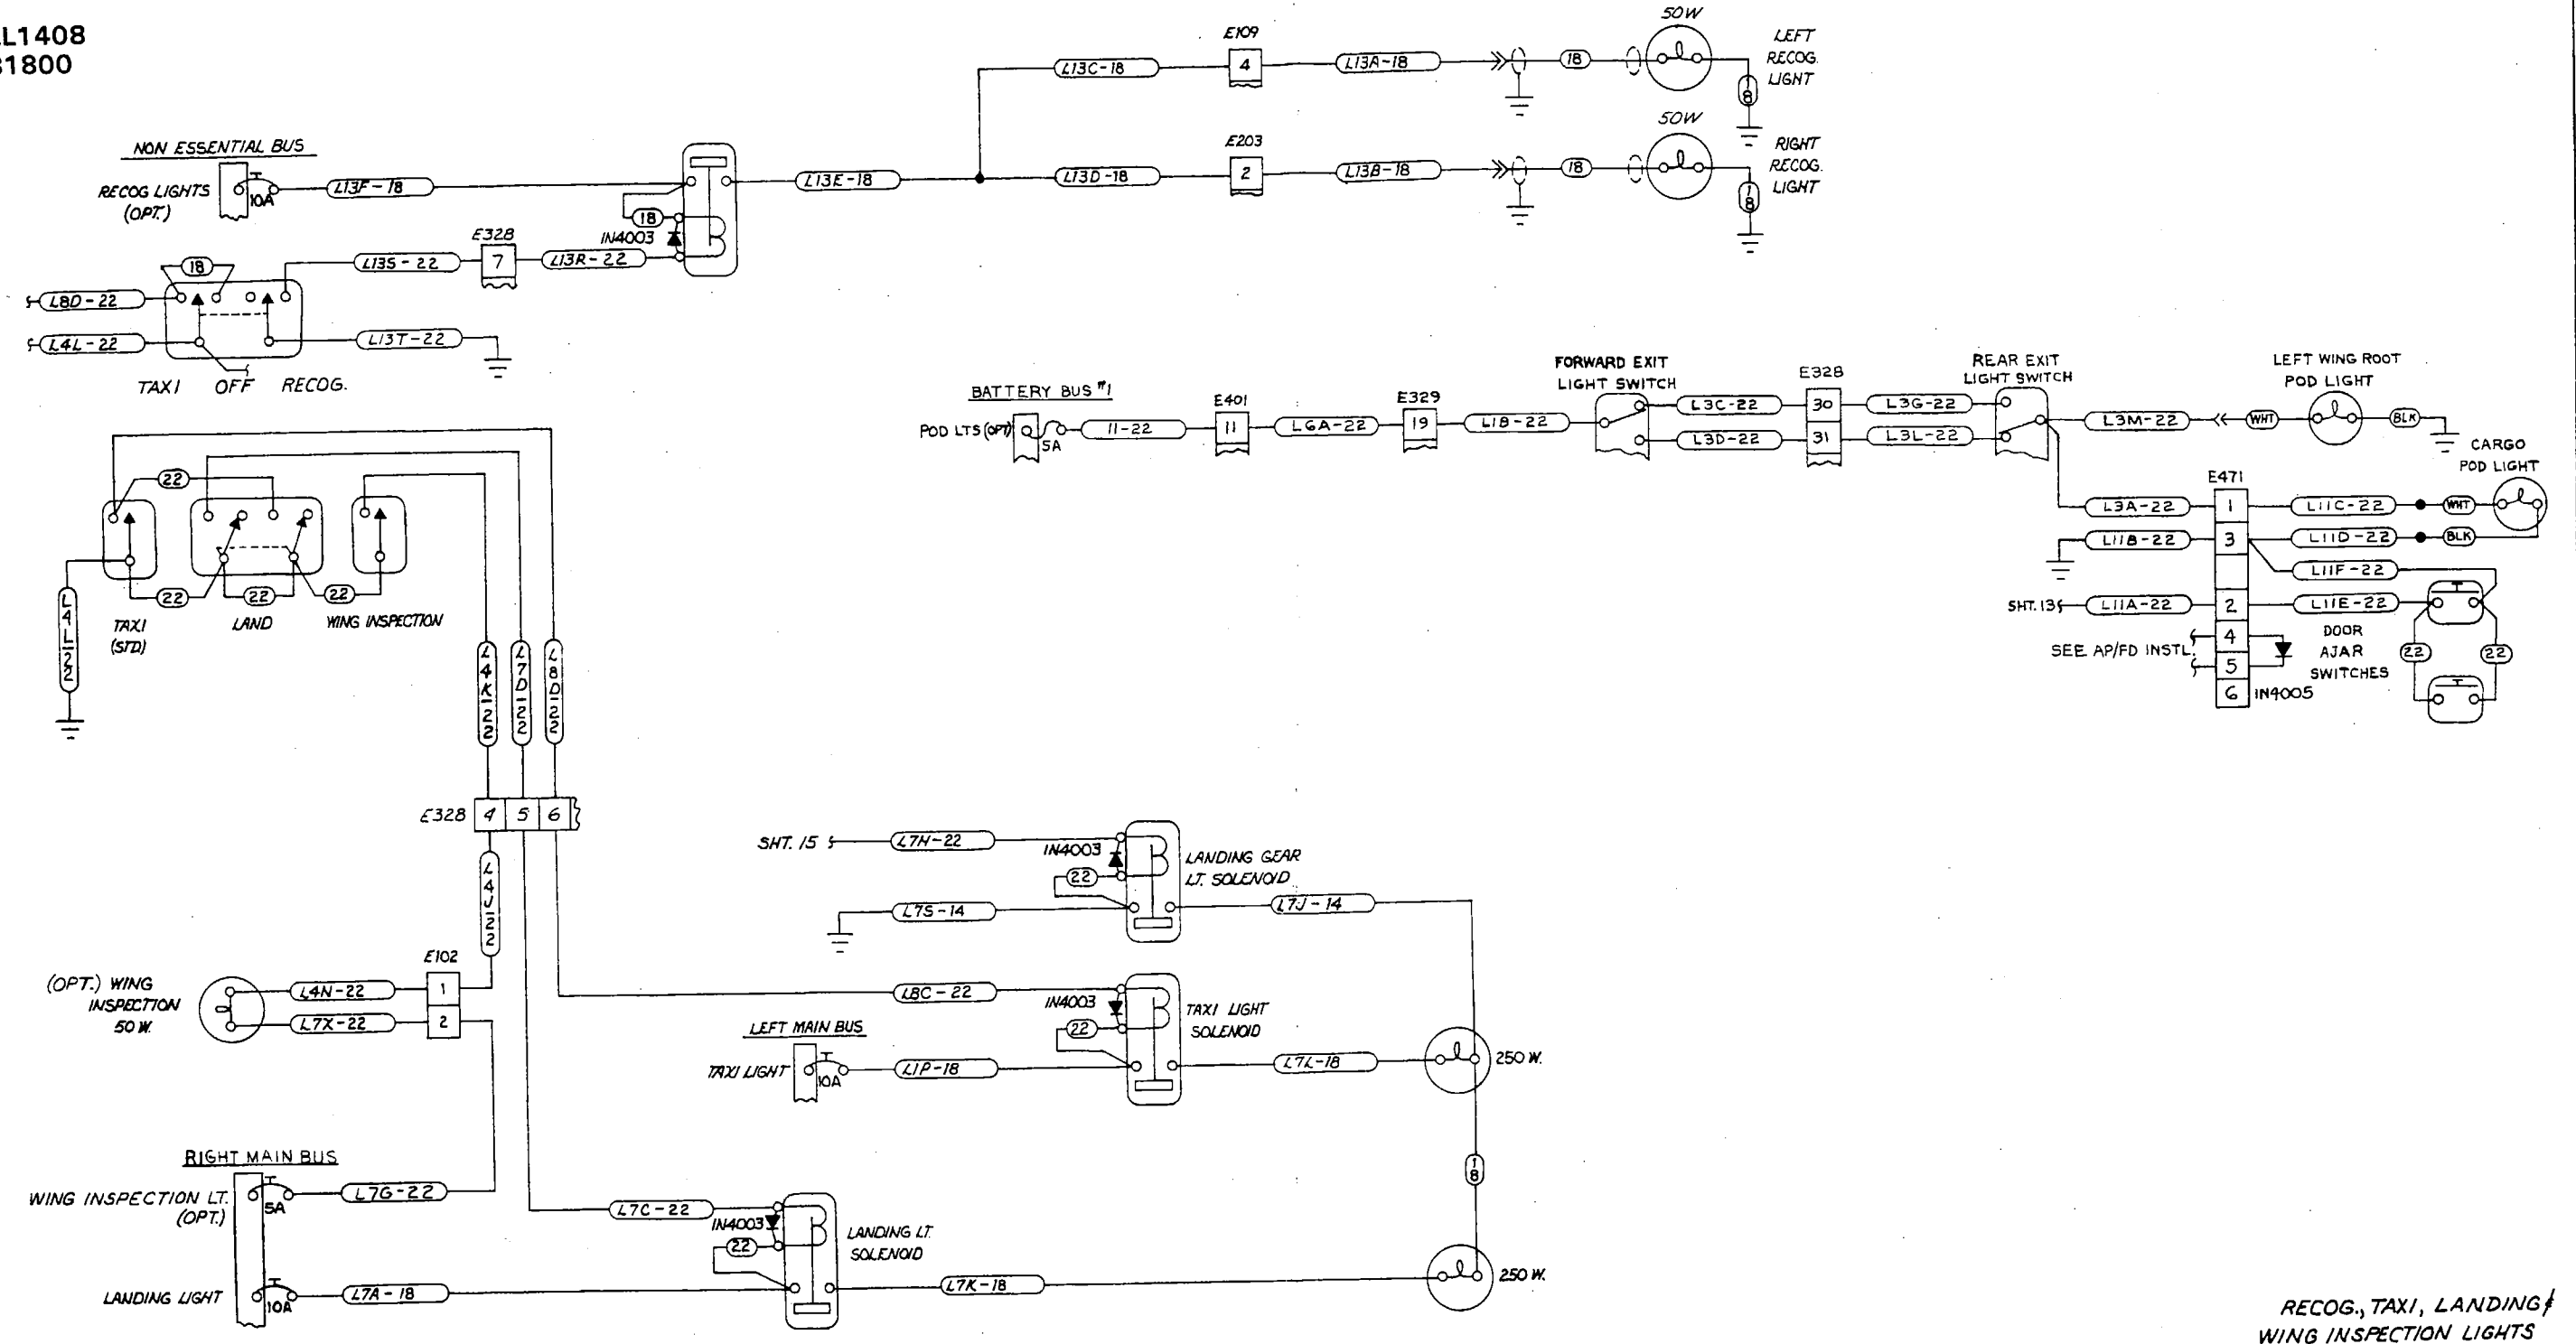 L1408
31800
NON ESSENTIAL BUS
RECOG LIGHTS
(OPT.)
10A
L13F-18
18
IN4003
L13E-18
L13C-18
E109
4
L13A-18
18
50W
LEFT
RECOG.
LIGHT
18
L13D-18
E203
2
L13B-18
18
50W
RIGHT
RECOG.
LIGHT
18
E328
7
L13S-22
L13R-22
18
L8D-22
L4L-22
L13T-22
TAXI OFF RECOG.
BATTERY BUS #1
POD LTS (OPT)
5A
11-22
E401
11
L6A-22
E329
19
L1B-22
FORWARD EXIT
LIGHT SWITCH
L3C-22
L3D-22
E328
30
31
L3G-22
L3L-22
REAR EXIT
LIGHT SWITCH
L3M-22
WHT
LEFT WING ROOT
POD LIGHT
BLK
CARGO
POD LIGHT
E471
L3A-22
1
L11C-22
WHT
L11B-22
3
L11D-22
BLK
L11F-22
SHT. 13
L11A-22
2
L11E-22
SEE AP/FD INSTL.
4
5
6
IN4005
DOOR
AJAR
SWITCHES
22
22
22
22
22
22
L4L-22
TAXI
(STD)
LAND
WING INSPECTION
L4K-22
L7D-22
L8D-22
E328
4
5
6
L4J-22
(OPT.) WING
INSPECTION
50 W.
L4N-22
L7X-22
E102
1
2
SHT. 15
L7H-22
IN4003
22
L7S-14
LANDING GEAR
LT. SOLENOID
L7J-14
L8C-22
IN4003
22
TAXI LIGHT
SOLENOID
LEFT MAIN BUS
TAXI LIGHT
10A
L1P-18
L7L-18
250 W.
18
RIGHT MAIN BUS
WING INSPECTION LT.
(OPT.)
5A
L7G-22
L7C-22
IN4003
22
LANDING LT.
SOLENOID
LANDING LIGHT
10A
L7A-18
L7K-18
250 W.
RECOG., TAXI, LANDING &
WING INSPECTION LIGHTS